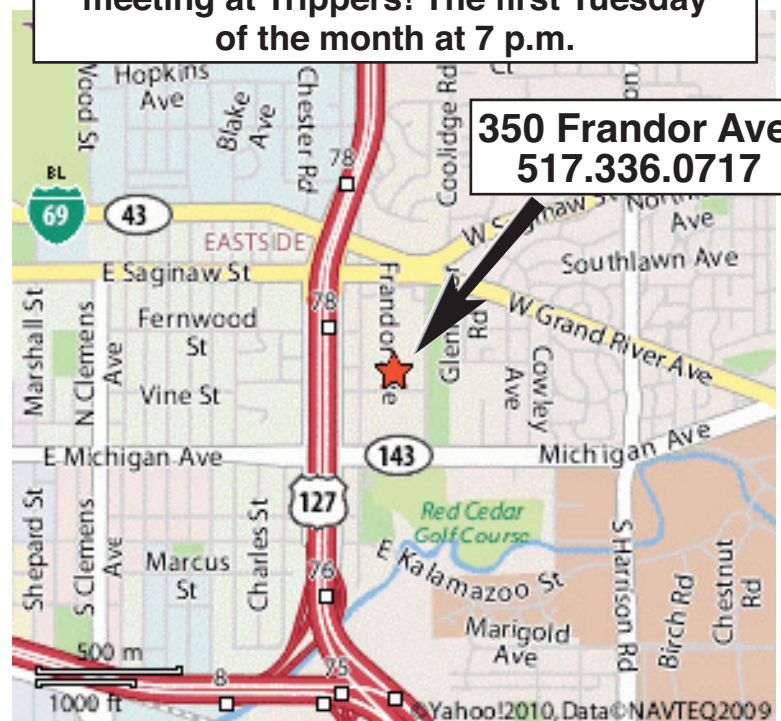 meeting at Trippers! The first Tuesday
of the month at 7 p.m.
350 Frandor Ave
517.336.0717
Hopkins
Ave
Wood St
Blake
Ave
Chester Rd
Coolidge Rd
Ct
78
BL
69
43
EASTSIDE
W Saginaw St
Ave
Southlawn Ave
E Saginaw St
78
Frandor
W Grand River Ave
Marshall St
N Clemens
Ave
Fernwood
St
Rd
Vine St
Cowley
Ave
E Michigan Ave
143
Michigan Ave
127
Shepard St
S Clemens
Ave
Marcus
St
Charles St
Red Cedar
Golf Course
E Kalamazoo St
76
Marigold
Ave
S Harrison Rd
Birch Rd
Chestnut
Rd
500 m
1000 ft
8
75
©Yahoo!2010,Data©NAVTEQ2009